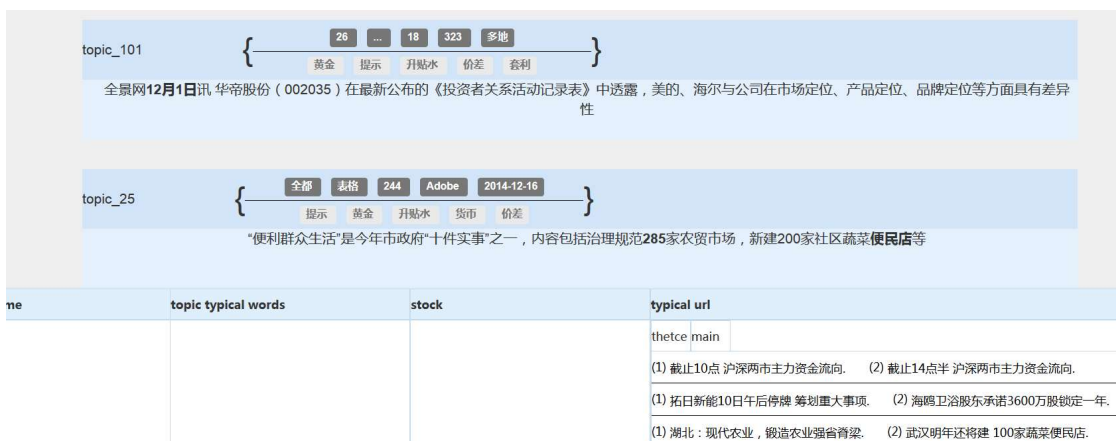 topic_101 { 26 ... 18 323 多地 }
黄金 提示 升贴水 价差 套利
全景网12月1日讯 华帝股份（002035）在最新公布的《投资者关系活动记录表》中透露，美的、海尔与公司在市场定位、产品定位、品牌定位等方面具有差异
性
topic_25 { 全都 表格 244 Adobe 2014-12-16 }
提示 黄金 升贴水 货币 价差
“便利群众生活”是今年市政府“十件实事”之一，内容包括治理规范285家农贸市场，新建200家社区蔬菜便民店等
me topic typical words stock typical url
thetce main
(1) 截止10点 沪深两市主力资金流向. (2) 截止14点半 沪深两市主力资金流向.
(1) 拓日新能10日午后停牌 筹划重大事项. (2) 海鸥卫浴股东承诺3600万股锁定一年.
(1) 湖北：现代农业，锻造农业强省脊梁. (2) 武汉明年还将建 100家蔬菜便民店.